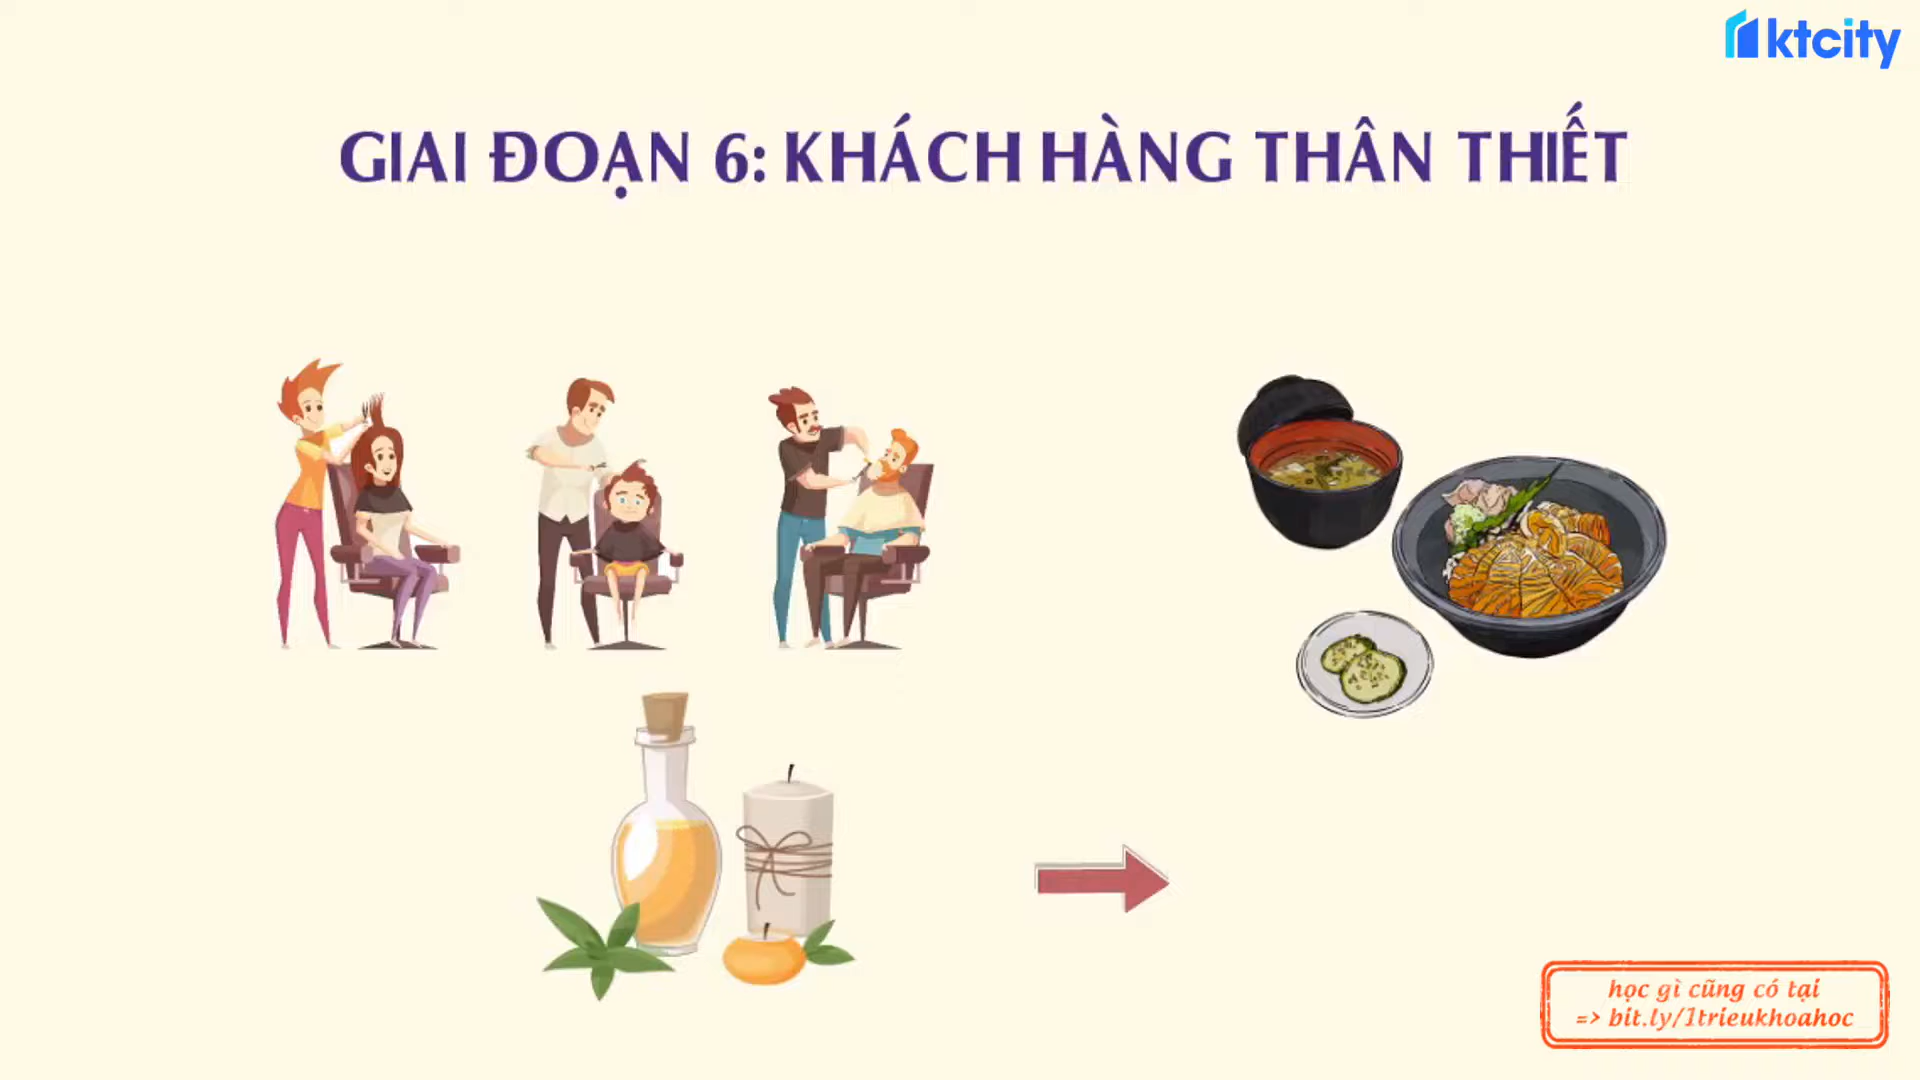 ktcity
GIAI ĐOẠN 6: KHÁCH HÀNG THÂN THIẾT
học gì cũng có tại
=> bit.ly/1trieukhoahoc